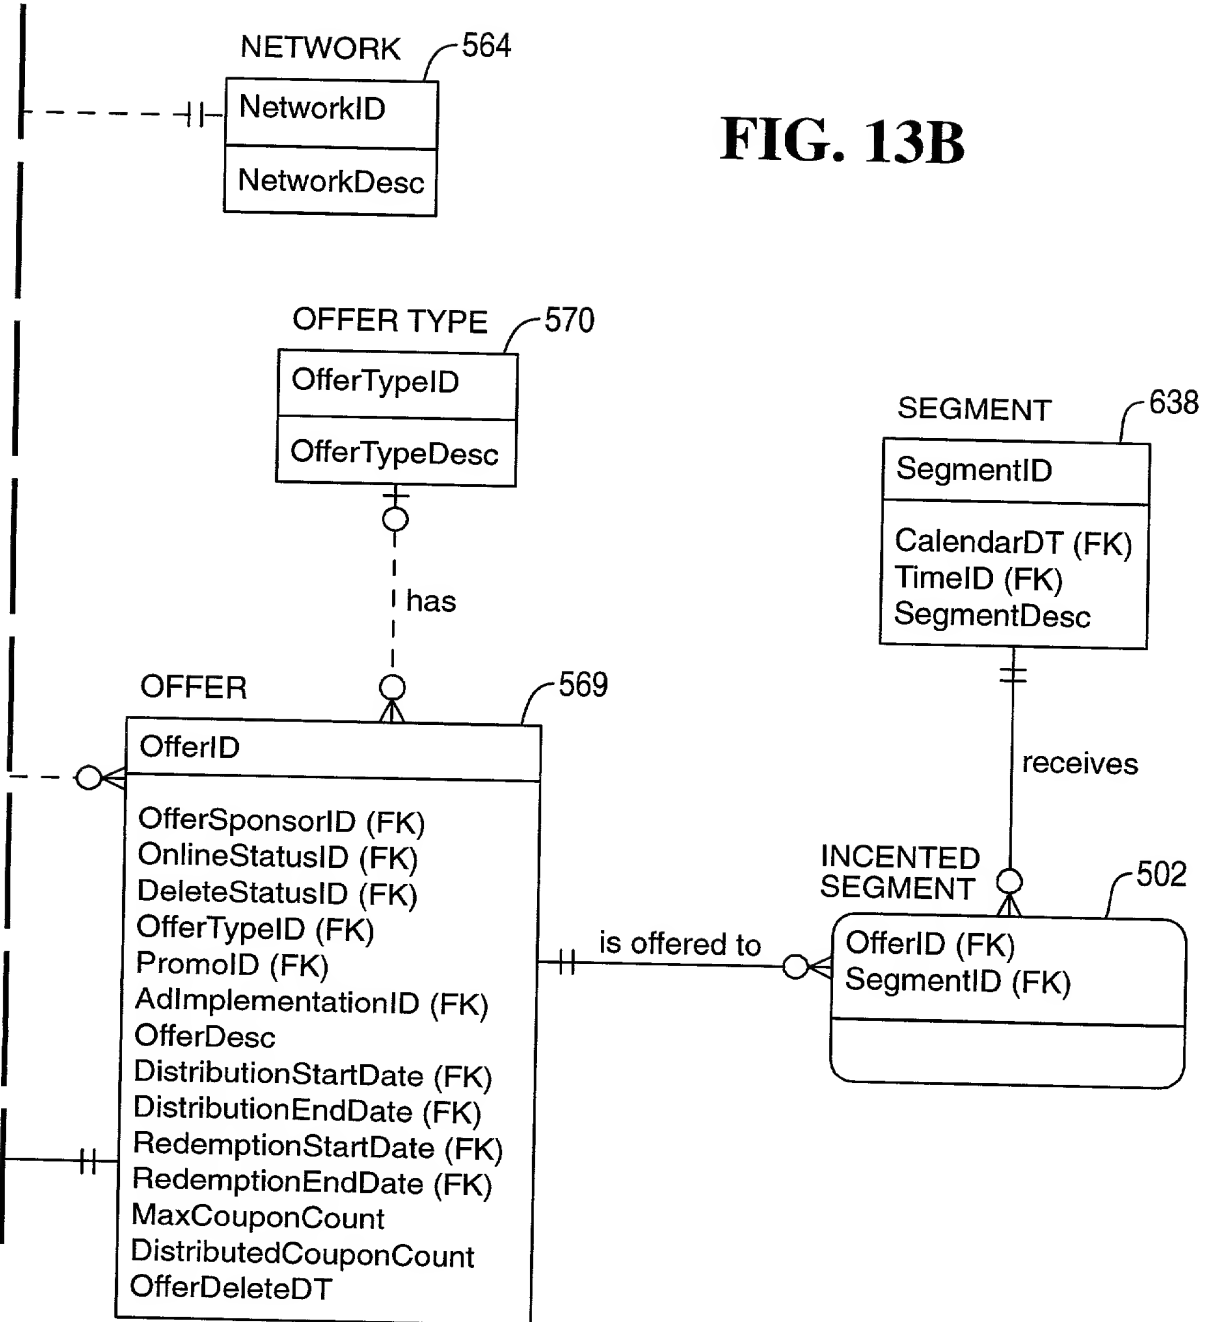 NETWORK
564
NetworkID
NetworkDesc
FIG. 13B
OFFER TYPE
570
OfferTypeID
OfferTypeDesc
has
SEGMENT
638
SegmentID
CalendarDT (FK)
TimeID (FK)
SegmentDesc
receives
OFFER
569
OfferID
OfferSponsorID (FK)
OnlineStatusID (FK)
DeleteStatusID (FK)
OfferTypeID (FK)
PromoID (FK)
AdImplementationID (FK)
OfferDesc
DistributionStartDate (FK)
DistributionEndDate (FK)
RedemptionStartDate (FK)
RedemptionEndDate (FK)
MaxCouponCount
DistributedCouponCount
OfferDeleteDT
is offered to
INCENTED
SEGMENT
502
OfferID (FK)
SegmentID (FK)